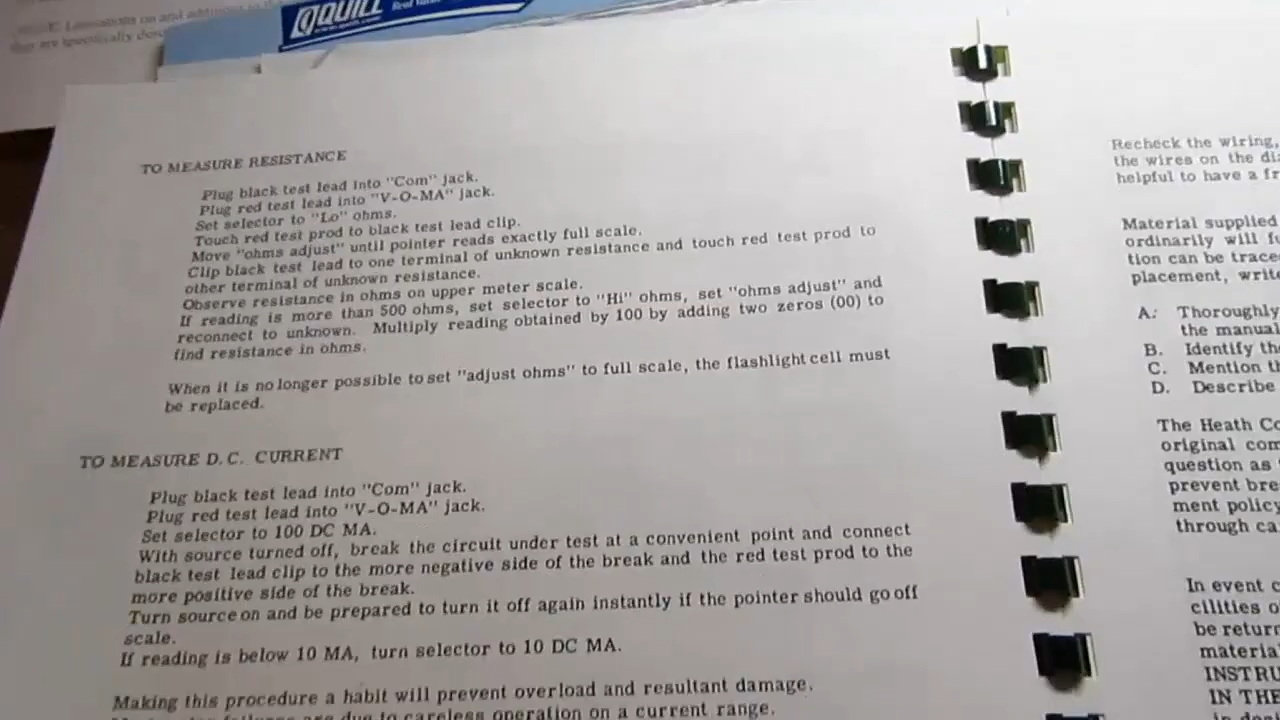 QUILL
www.quill.com
TO MEASURE RESISTANCE
Plug black test lead into "Com" jack.
Plug red test lead into "V-O-MA" jack.
Set selector to "Lo" ohms.
Touch red test prod to black test lead clip.
Move "ohms adjust" until pointer reads exactly full scale.
Clip black test lead to one terminal of unknown resistance and touch red test prod to
other terminal of unknown resistance.
Observe resistance in ohms on upper meter scale.
If reading is more than 500 ohms, set selector to "Hi" ohms, set "ohms adjust" and
reconnect to unknown. Multiply reading obtained by 100 by adding two zeros (00) to
find resistance in ohms.
When it is no longer possible to set "adjust ohms" to full scale, the flashlight cell must
be replaced.
TO MEASURE D.C. CURRENT
Plug black test lead into "Com" jack.
Plug red test lead into "V-O-MA" jack.
Set selector to 100 DC MA.
With source turned off, break the circuit under test at a convenient point and connect
black test lead clip to the more negative side of the break and the red test prod to the
more positive side of the break.
Turn source on and be prepared to turn it off again instantly if the pointer should go off
scale.
If reading is below 10 MA, turn selector to 10 DC MA.
Making this procedure a habit will prevent overload and resultant damage.
are due to careless operation on a current range.
Recheck the wiring,
the wires on the
helpful to have a
Material supplied
ordinarily will
tion can be
placement,
A: Thoroughly
the manual
B. Identify
C. Mention
D. Describe
The Heath
original
question as
prevent
ment policy
through
In event
cilities
be
INSTRU
IN THE